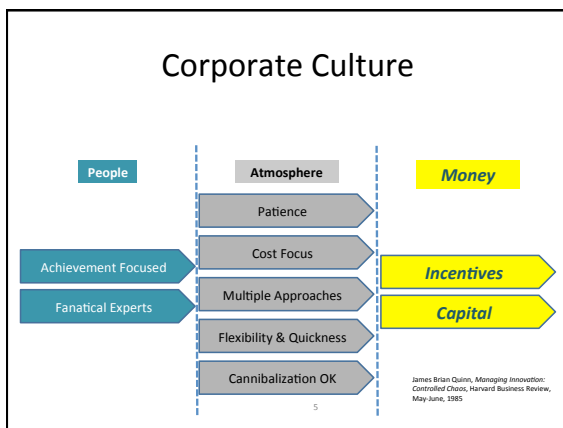 Corporate Culture
People
Atmosphere
Money
Patience
Cost Focus
Achievement Focused
Incentives
Multiple Approaches
Fanatical Experts
Capital
Flexibility & Quickness
Cannibalization OK
James Brian Quinn, Managing Innovation:
Controlled Chaos, Harvard Business Review,
May-June, 1985
5